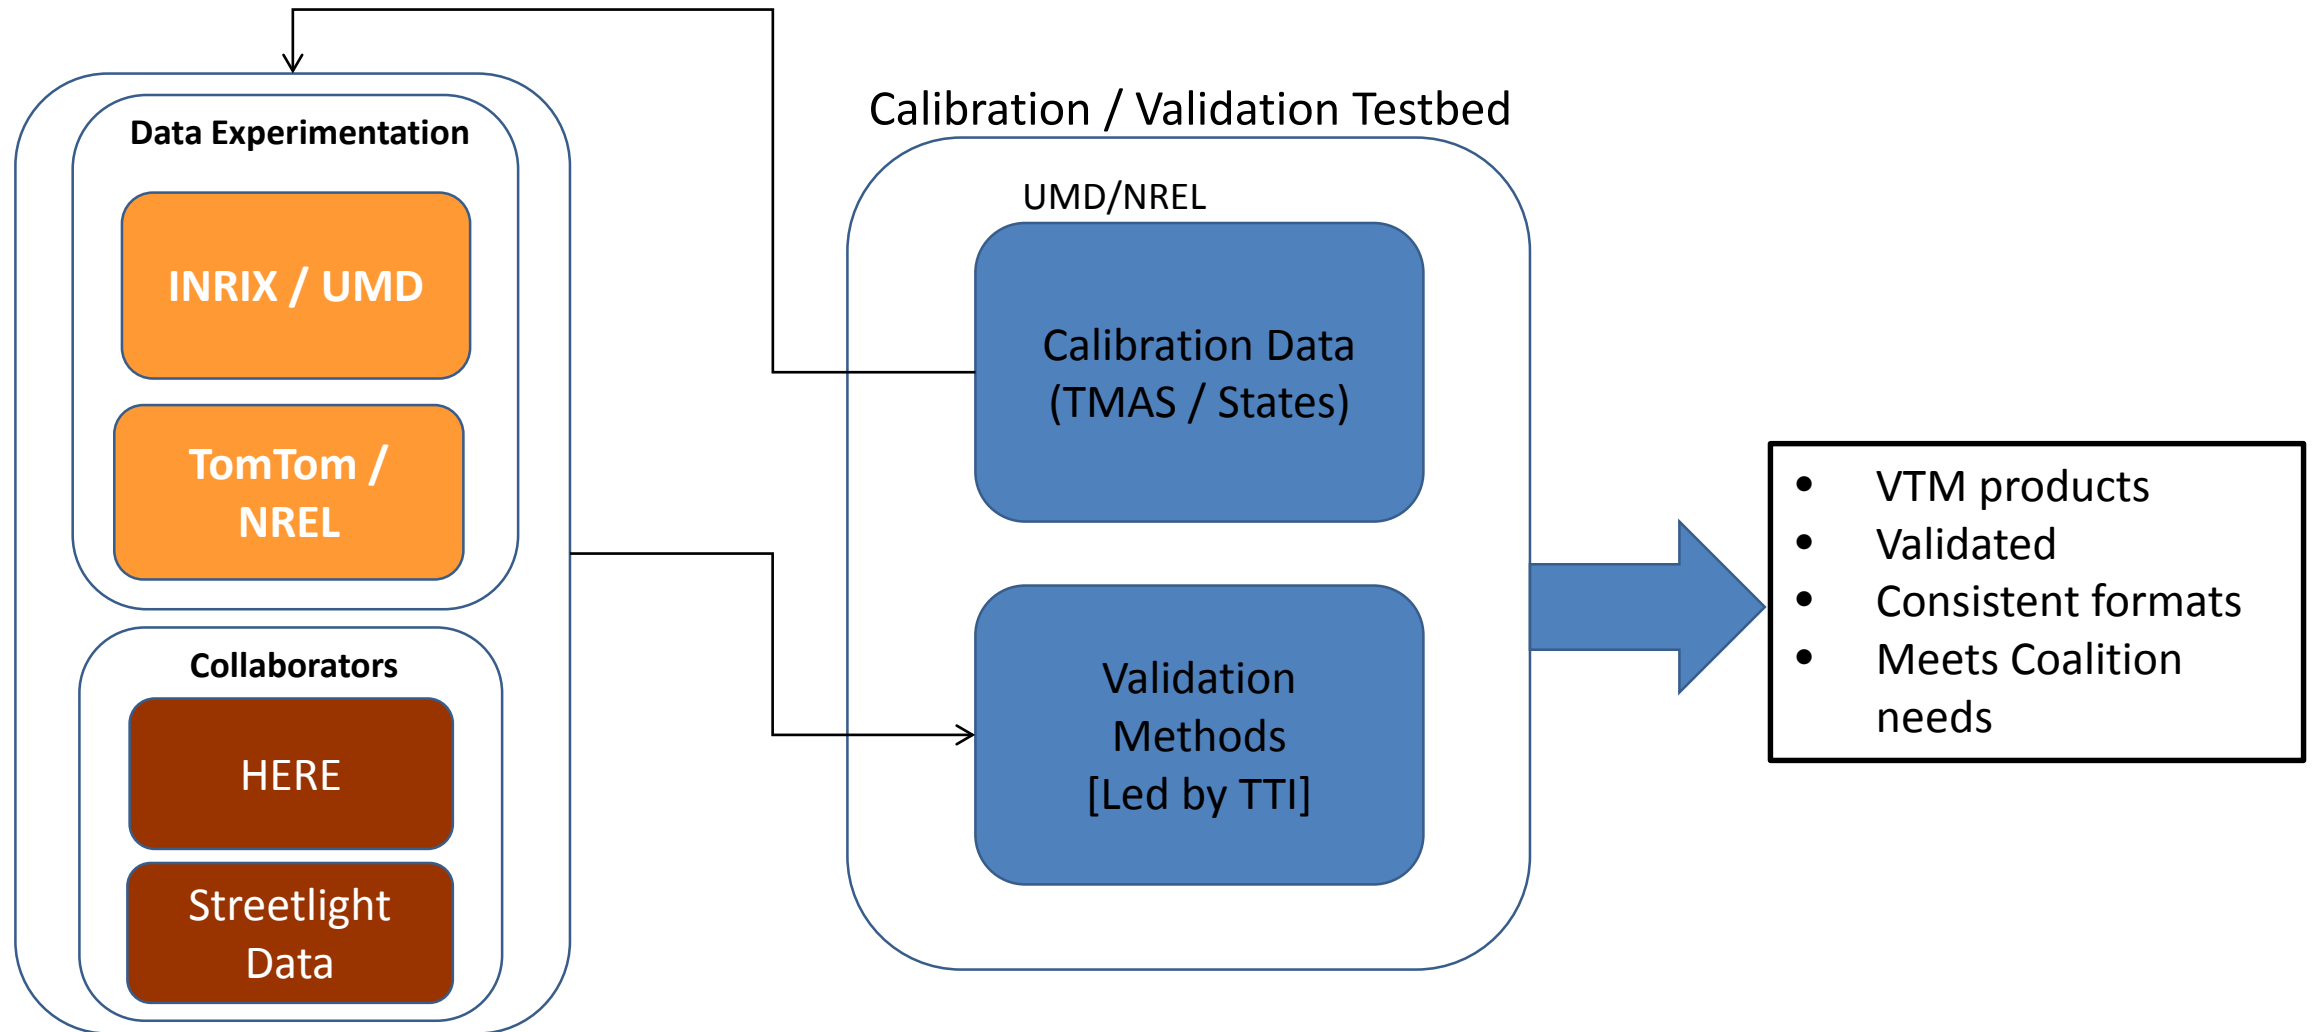 Data Experimentation
INRIX / UMD
TomTom /
NREL
Collaborators
HERE
Streetlight
Data
Calibration / Validation Testbed
UMD/NREL
Calibration Data
(TMAS / States)
Validation
Methods
[Led by TTI]
• VTM products
• Validated
• Consistent formats
• Meets Coalition
needs